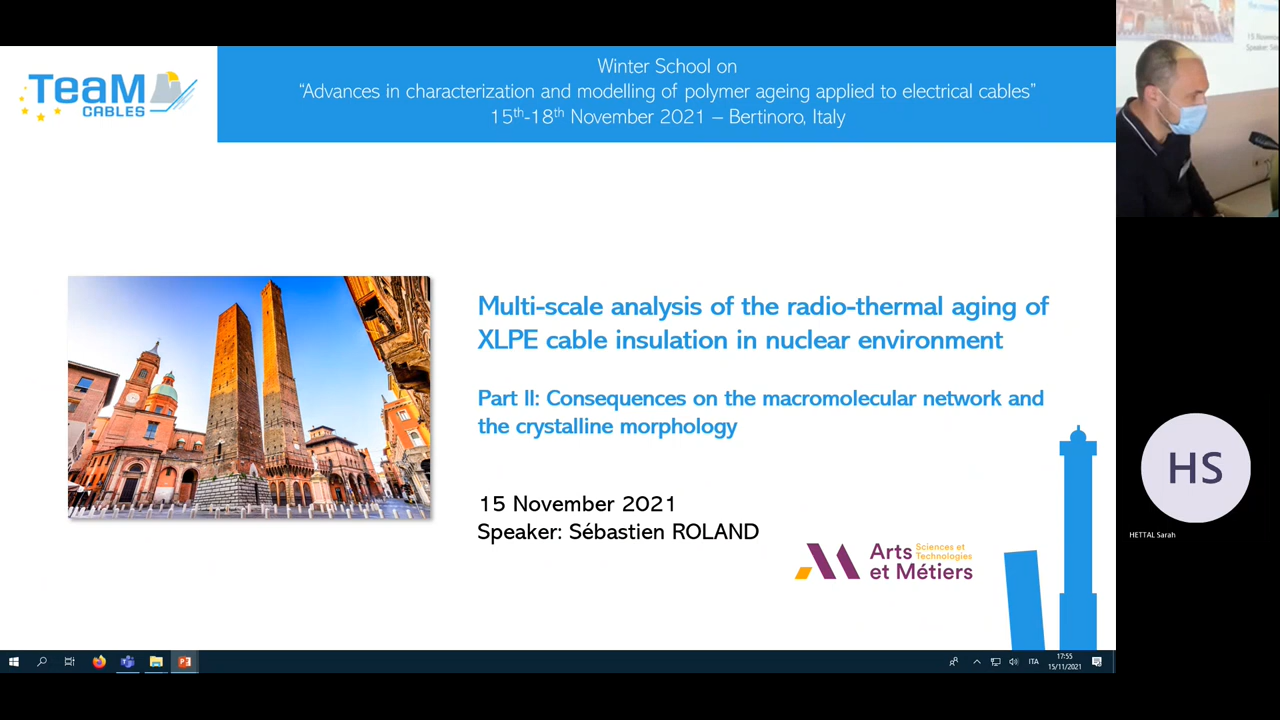 TeaM
CABLES
Winter School on
“Advances in characterization and modelling of polymer ageing applied to electrical cables”
15th-18th November 2021 – Bertinoro, Italy
Multi-scale analysis of the radio-thermal aging of
XLPE cable insulation in nuclear environment
Part II: Consequences on the macromolecular network and
the crystalline morphology
15 November 2021
Speaker: Sébastien ROLAND
Arts Sciences et
Technologies
et Métiers
HS
HETTAL Sarah
ITA
17:55
15/11/2021